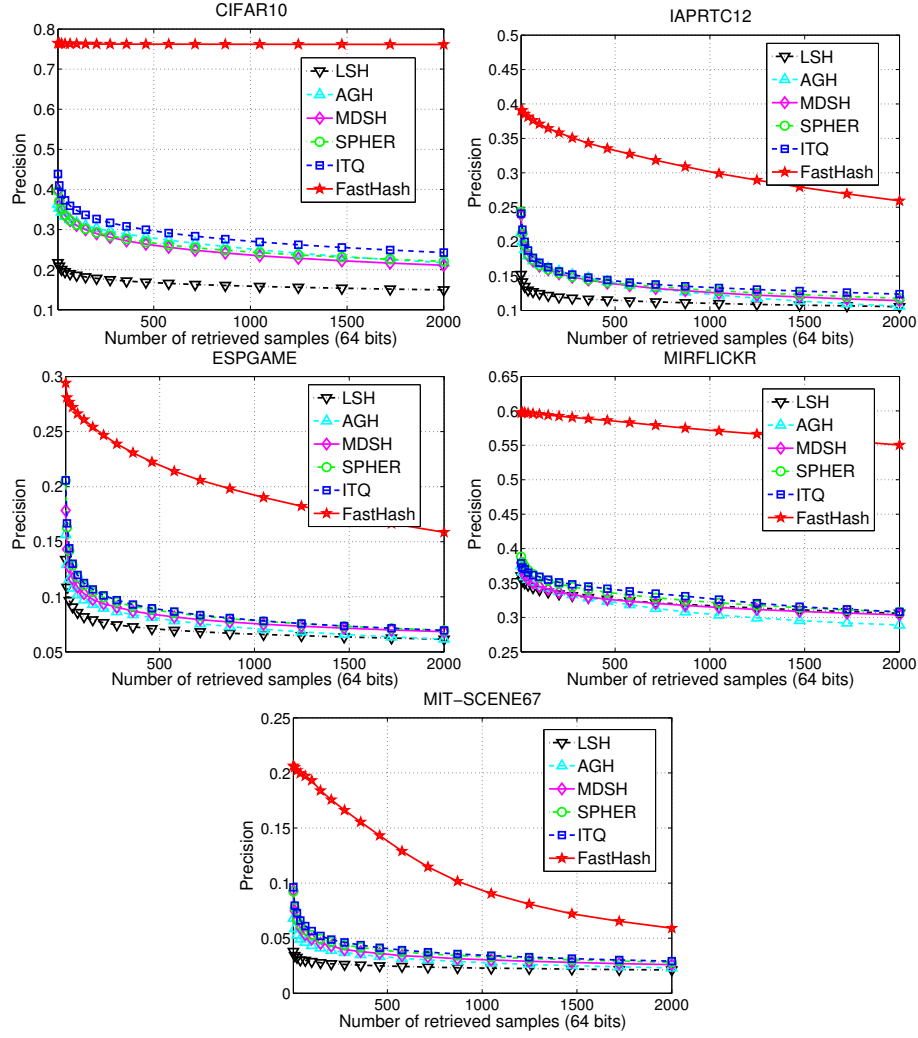 CIFAR10
0.8
0.7
0.6
0.5
0.4
0.3
0.2
0.1
Precision
500 1000 1500 2000
Number of retrieved samples (64 bits)
LSH
AGH
MDSH
SPHER
ITQ
FastHash
IAPRTC12
0.5
0.45
0.4
0.35
0.3
0.25
0.2
0.15
0.1
Precision
500 1000 1500 2000
Number of retrieved samples (64 bits)
LSH
AGH
MDSH
SPHER
ITQ
FastHash
ESPGAME
0.3
0.25
0.2
0.15
0.1
0.05
Precision
500 1000 1500 2000
Number of retrieved samples (64 bits)
LSH
AGH
MDSH
SPHER
ITQ
FastHash
MIRFLICKR
0.65
0.6
0.55
0.5
0.45
0.4
0.35
0.3
0.25
Precision
500 1000 1500 2000
Number of retrieved samples (64 bits)
LSH
AGH
MDSH
SPHER
ITQ
FastHash
MIT−SCENE67
0.25
0.2
0.15
0.1
0.05
0
Precision
500 1000 1500 2000
Number of retrieved samples (64 bits)
LSH
AGH
MDSH
SPHER
ITQ
FastHash